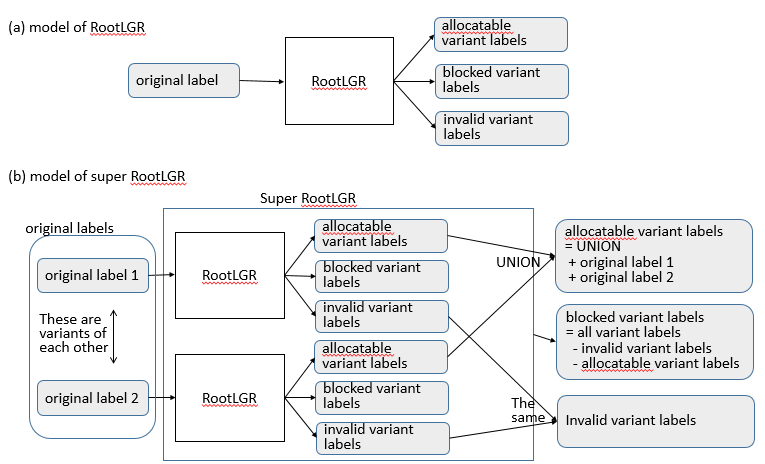 (a) model of RootLGR
original label
RootLGR
allocatable
variant labels
blocked variant
labels
invalid variant
labels
(b) model of super RootLGR
Super RootLGR
original labels
original label 1
These are
variants of
each other
original label 2
RootLGR
allocatable
variant labels
blocked variant
labels
invalid variant
labels
RootLGR
allocatable
variant labels
blocked variant
labels
invalid variant
labels
UNION
The
same
allocatable variant labels
= UNION
+ original label 1
+ original label 2
blocked variant labels
= all variant labels
- invalid variant labels
- allocatable variant labels
Invalid variant labels